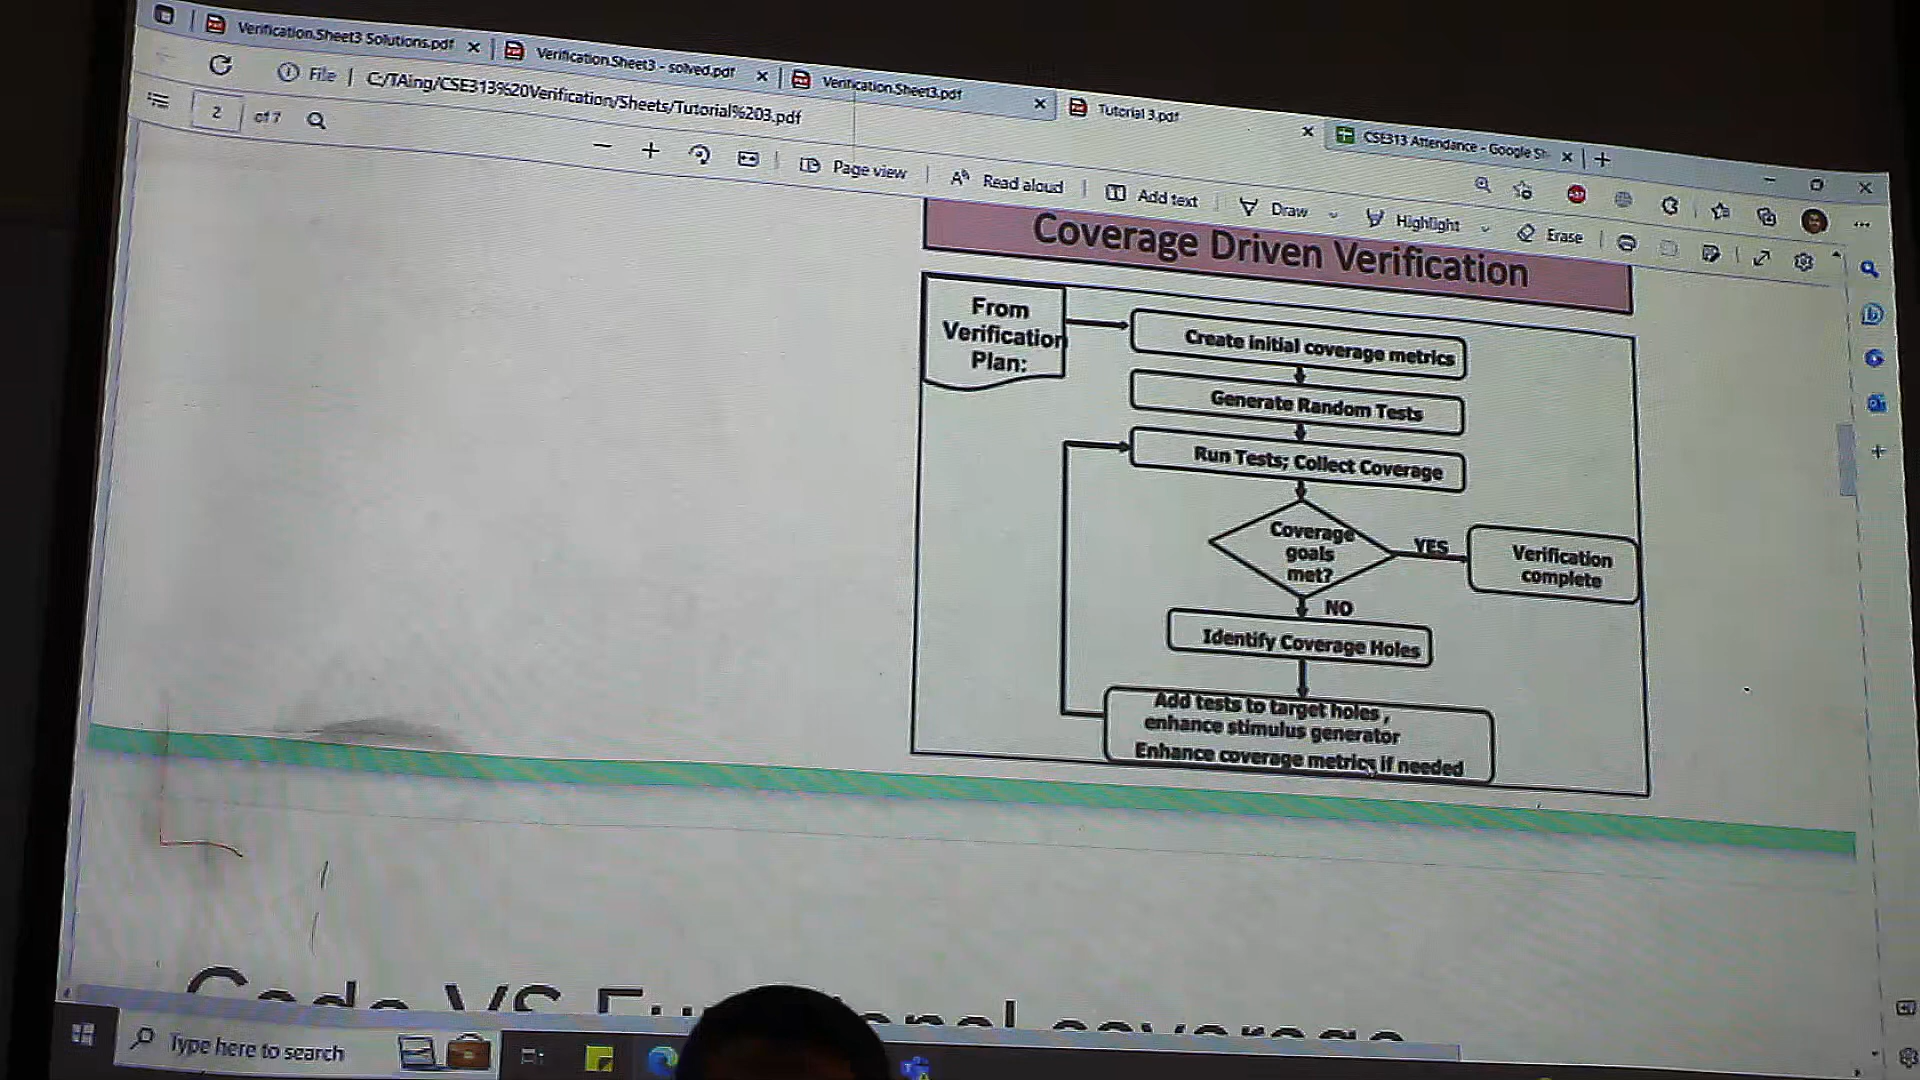 Verification.Sheet3 Solutions.pdf
Verification.Sheet3 - solved.pdf
Verification.Sheet3.pdf
Tutorial 3.pdf
CSE313 Attendance - Google Sh
File | C:/TAing/CSE313%20Verification/Sheets/Tutorial%203.pdf
2 of 7
Page view
Read aloud
Add text
Draw
Highlight
Erase
Coverage Driven Verification
From
Verification
Plan:
Create initial coverage metrics
Generate Random Tests
Run Tests; Collect Coverage
Coverage
goals
met?
YES
Verification
complete
NO
Identify Coverage Holes
Add tests to target holes ,
enhance stimulus generator
Enhance coverage metrics if needed
Code VS Functional coverage
Type here to search